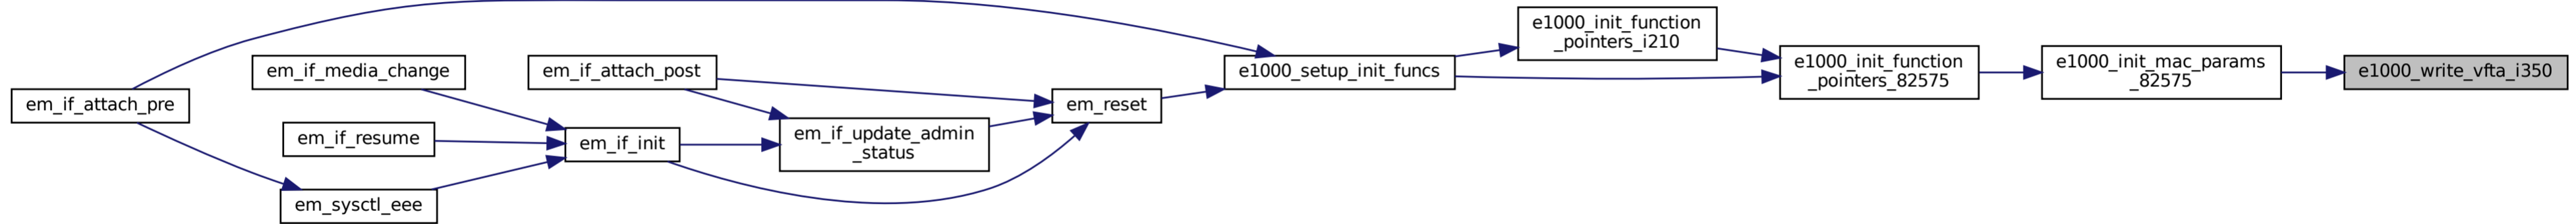 em_if_attach_pre
em_if_media_change
em_if_resume
em_sysctl_eee
em_if_attach_post
em_if_init
em_if_update_admin
_status
em_reset
e1000_setup_init_funcs
e1000_init_function
_pointers_i210
e1000_init_function
_pointers_82575
e1000_init_mac_params
_82575
e1000_write_vfta_i350